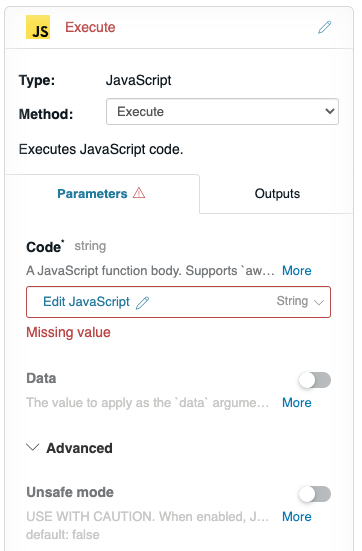 JS Execute
Type: JavaScript
Method: Execute
Executes JavaScript code.
Parameters Outputs
Code* string
A JavaScript function body. Supports `aw... More
Edit JavaScript String
Missing value
Data
The value to apply as the `data` argume... More
Advanced
Unsafe mode
USE WITH CAUTION. When enabled, J... More
default: false